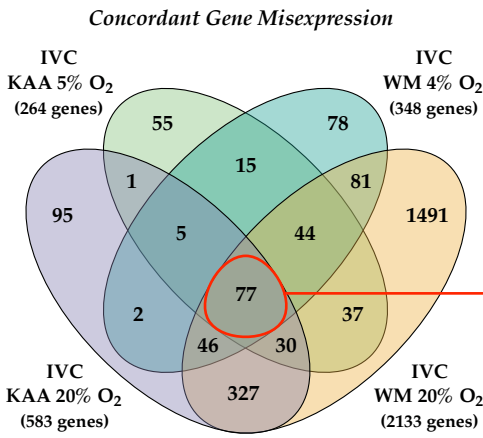 Concordant Gene Misexpression
IVC
KAA 5% O₂
(264 genes)
IVC
WM 4% O₂
(348 genes)
55
78
15
1
81
95
5
44
1491
77
2
37
46
30
327
IVC
KAA 20% O₂
(583 genes)
IVC
WM 20% O₂
(2133 genes)